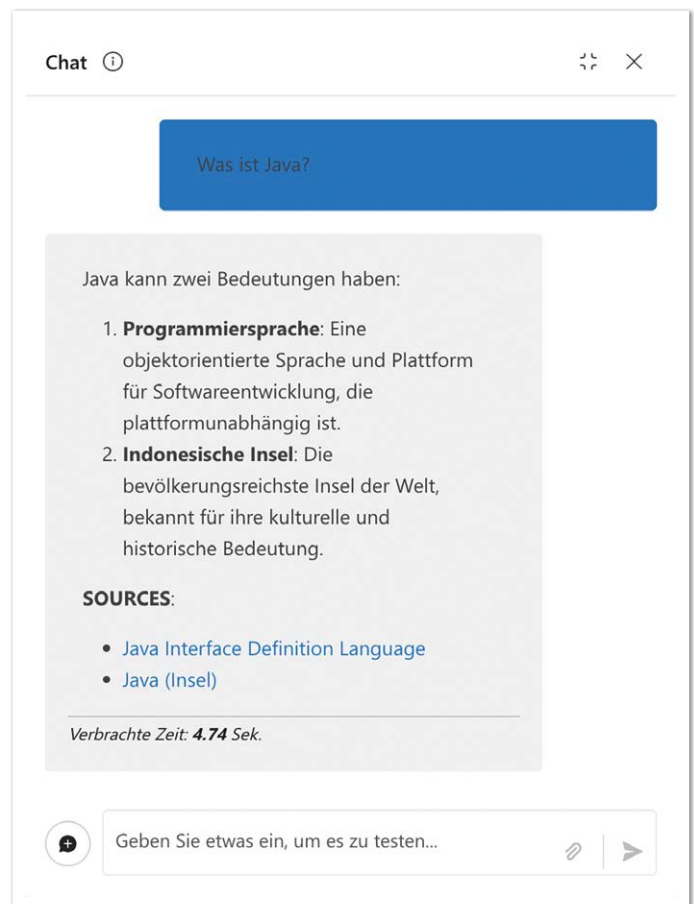 Chat
Was ist Java?
Java kann zwei Bedeutungen haben:
1. Programmiersprache: Eine
objektorientierte Sprache und Plattform
für Softwareentwicklung, die
plattformunabhängig ist.
2. Indonesische Insel: Die
bevölkerungsreichste Insel der Welt,
bekannt für ihre kulturelle und
historische Bedeutung.
SOURCES:
• Java Interface Definition Language
• Java (Insel)
Verbrachte Zeit: 4.74 Sek.
Geben Sie etwas ein, um es zu testen...